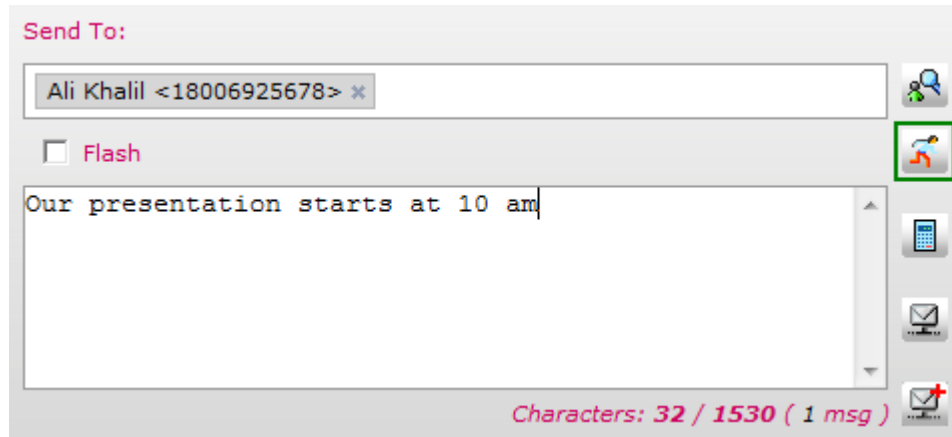 Send To:
Ali Khalil <18006925678> ×
Flash
Our presentation starts at 10 am
Characters: 32 / 1530 ( 1 msg )